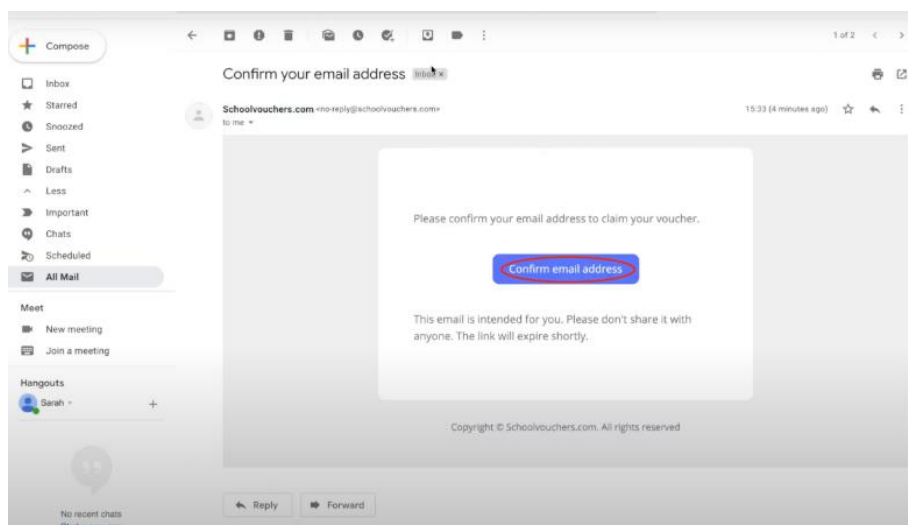 Compose
1 of 2
Confirm your email address Inbox ×
Inbox
Starred
Schoolvouchers.com <no-reply@schoolvouchers.com>
15:33 (4 minutes ago)
to me
Snoozed
Sent
Drafts
Less
Important
Chats
Scheduled
All Mail
Please confirm your email address to claim your voucher.
Confirm email address
This email is intended for you. Please don't share it with
anyone. The link will expire shortly.
Copyright © Schoolvouchers.com. All rights reserved
Meet
New meeting
Join a meeting
Hangouts
Sarah
No recent chats
Reply
Forward